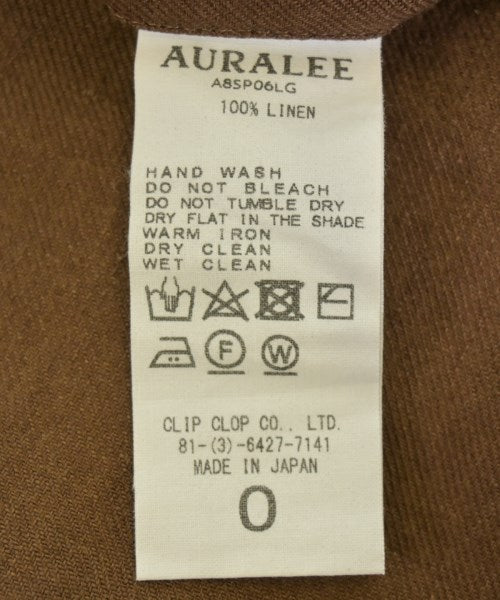 AURALEE
A8SP06LG
100% LINEN
HAND WASH
DO NOT BLEACH
DO NOT TUMBLE DRY
DRY FLAT IN THE SHADE
WARM IRON
DRY CLEAN
WET CLEAN
F W
CLIP CLOP CO., LTD.
81-(3)-6427-7141
MADE IN JAPAN
0